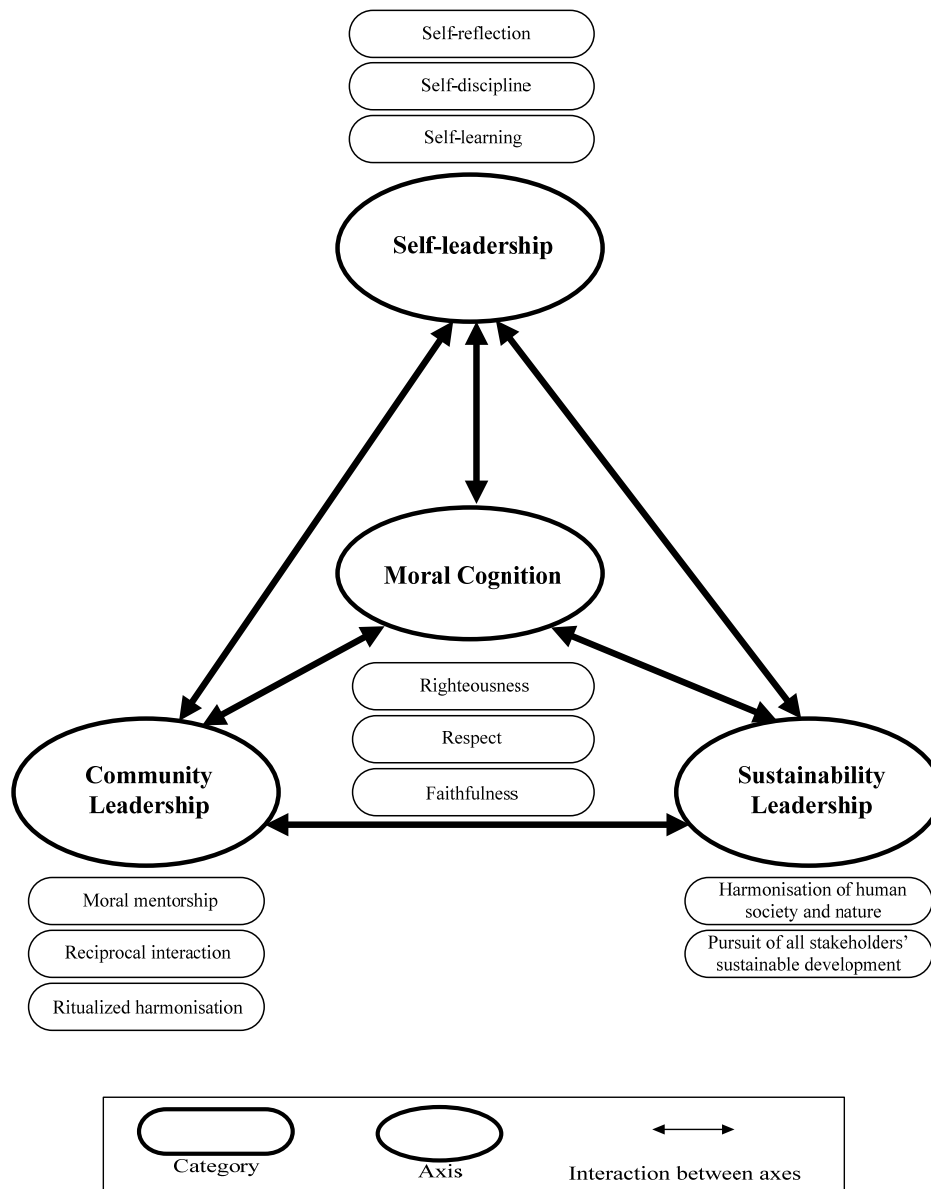 Self-reflection
Self-discipline
Self-learning
Self-leadership
Moral Cognition
Righteousness
Respect
Faithfulness
Community
Leadership
Sustainability
Leadership
Moral mentorship
Reciprocal interaction
Ritualized harmonisation
Harmonisation of human
society and nature
Pursuit of all stakeholders’
sustainable development
Category
Axis
Interaction between axes